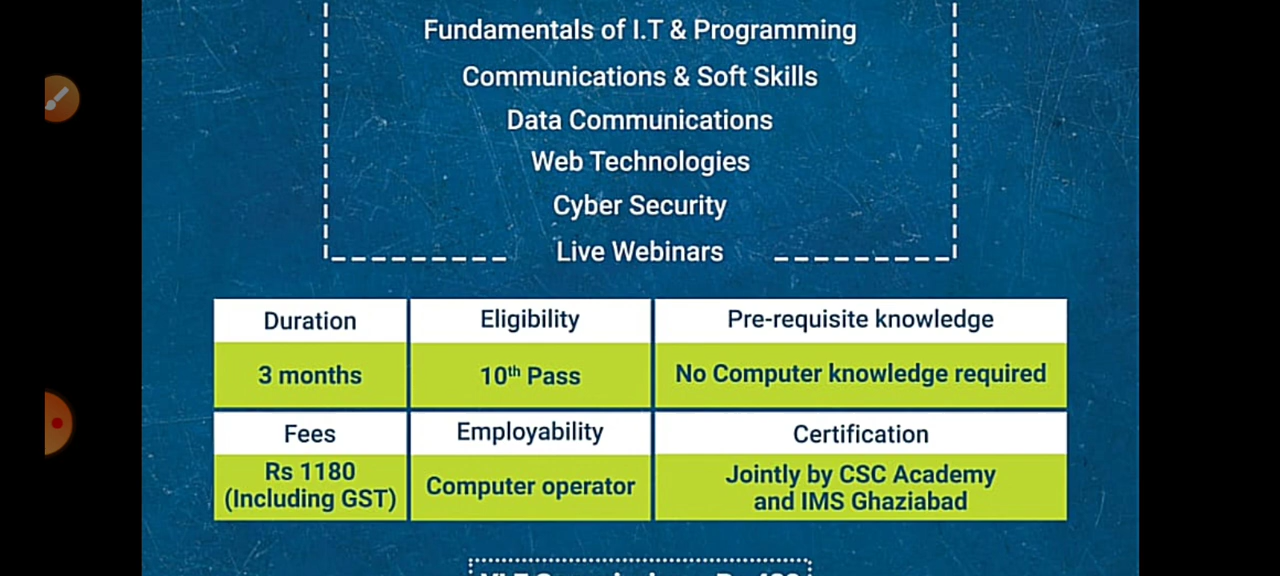 Fundamentals of I.T & Programming
Communications & Soft Skills
Data Communications
Web Technologies
Cyber Security
Live Webinars
Duration
Eligibility
Pre-requisite knowledge
3 months
10th Pass
No Computer knowledge required
Fees
Employability
Certification
Rs 1180
(Including GST)
Computer operator
Jointly by CSC Academy
and IMS Ghaziabad